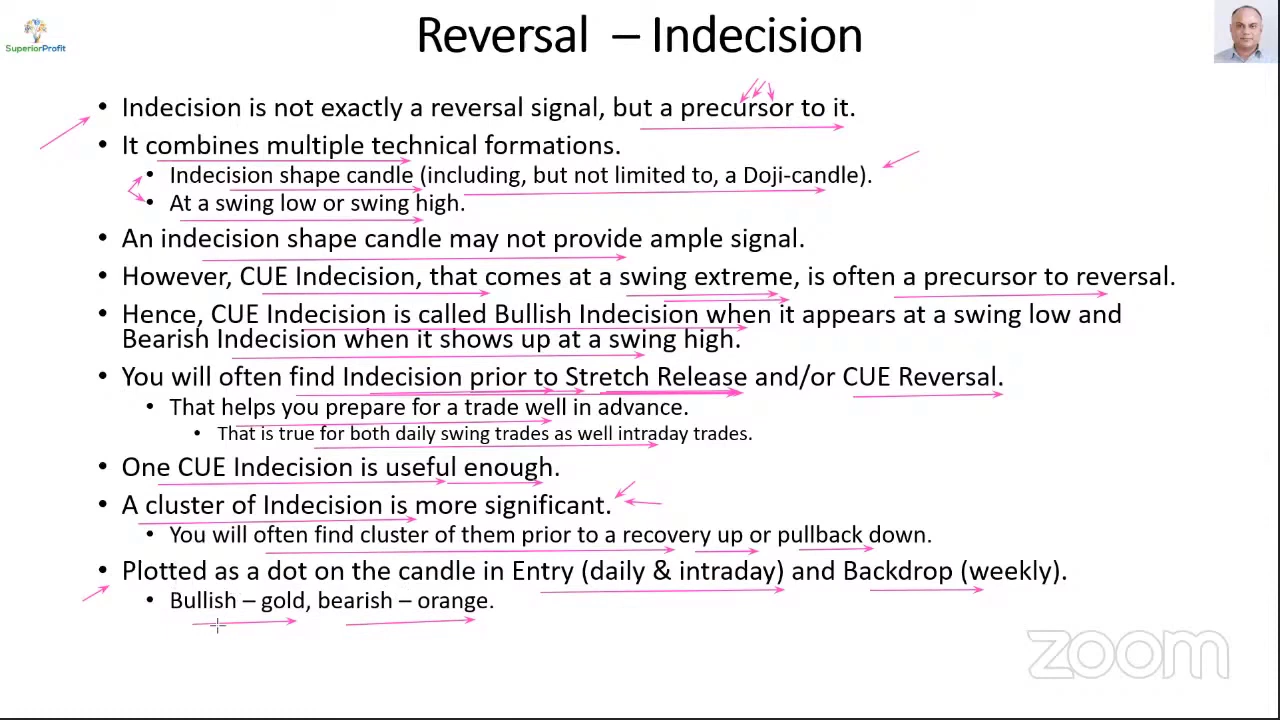 Reversal – Indecision
SuperiorProfit
• Indecision is not exactly a reversal signal, but a precursor to it.
• It combines multiple technical formations.
• Indecision shape candle (including, but not limited to, a Doji-candle).
• At a swing low or swing high.
• An indecision shape candle may not provide ample signal.
• However, CUE Indecision, that comes at a swing extreme, is often a precursor to reversal.
• Hence, CUE Indecision is called Bullish Indecision when it appears at a swing low and
Bearish Indecision when it shows up at a swing high.
• You will often find Indecision prior to Stretch Release and/or CUE Reversal.
• That helps you prepare for a trade well in advance.
• That is true for both daily swing trades as well intraday trades.
• One CUE Indecision is useful enough.
• A cluster of Indecision is more significant.
• You will often find cluster of them prior to a recovery up or pullback down.
• Plotted as a dot on the candle in Entry (daily & intraday) and Backdrop (weekly).
• Bullish – gold, bearish – orange.
zoom